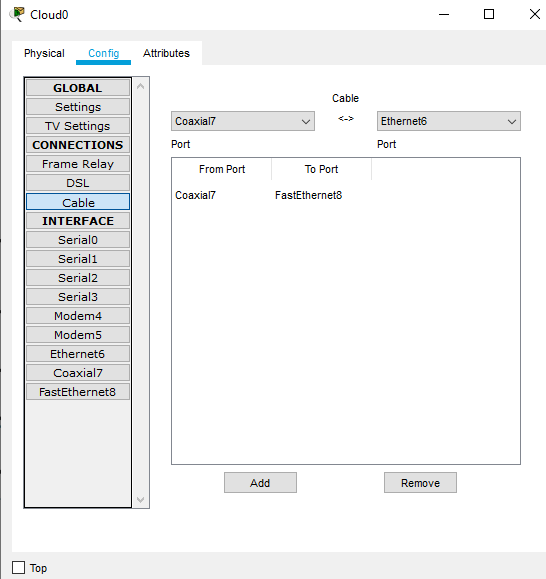 Cloud0
Physical Config Attributes
GLOBAL
Settings
TV Settings
CONNECTIONS
Frame Relay
DSL
Cable
INTERFACE
Serial0
Serial1
Serial2
Serial3
Modem4
Modem5
Ethernet6
Coaxial7
FastEthernet8
Cable
Coaxial7 <-> Ethernet6
Port Port
From Port To Port
Coaxial7 FastEthernet8
Add Remove
Top